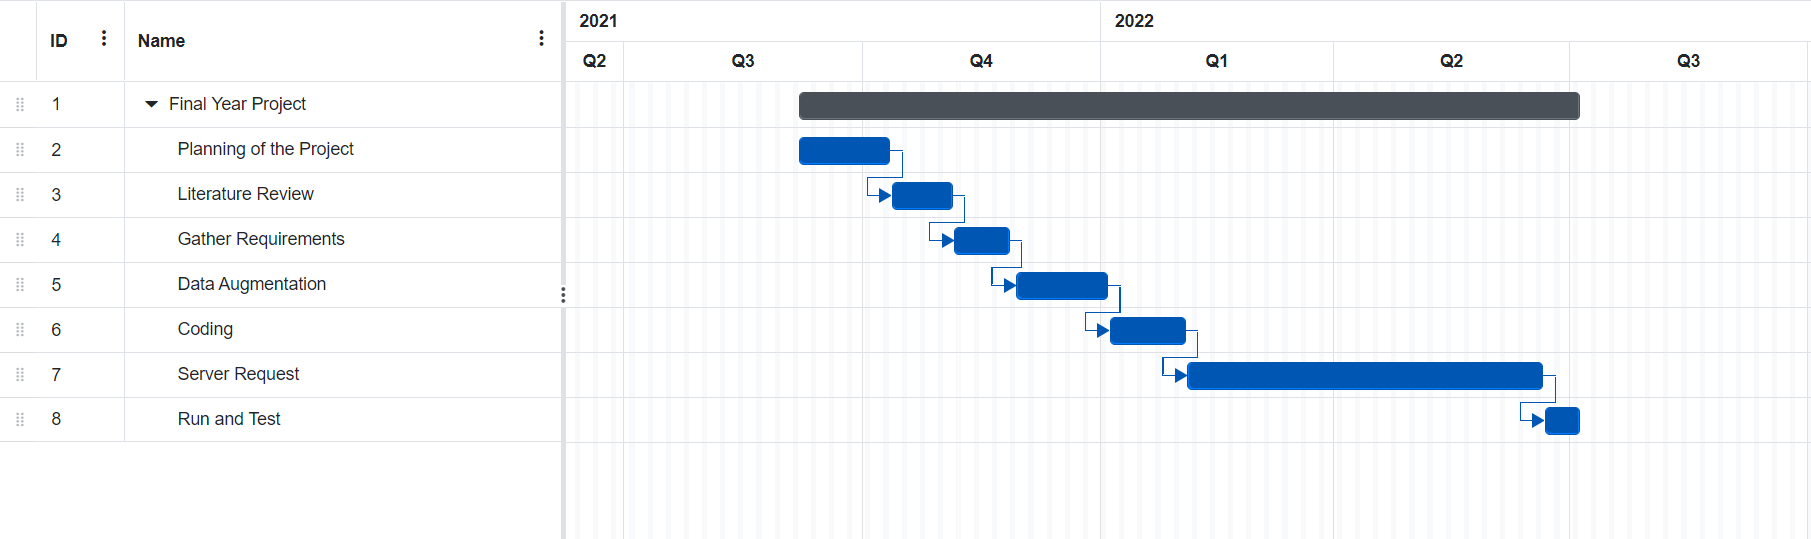 2021 2022
ID Name
Q2 Q3 Q4 Q1 Q2 Q3
1 Final Year Project
2 Planning of the Project
3 Literature Review
4 Gather Requirements
5 Data Augmentation
6 Coding
7 Server Request
8 Run and Test